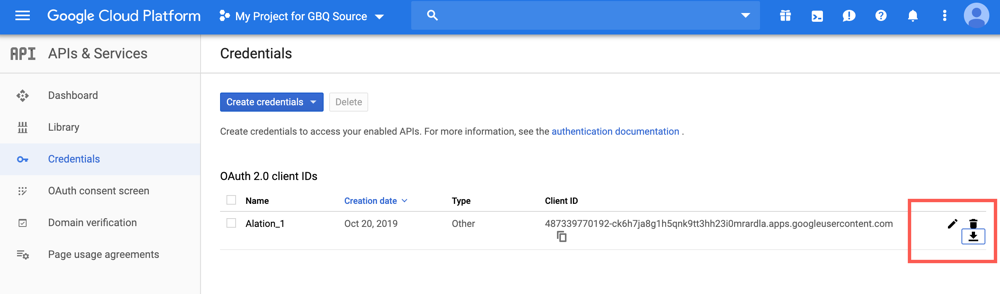 Google Cloud Platform
My Project for GBQ Source
API
APIs & Services
Credentials
Dashboard
Library
Credentials
OAuth consent screen
Domain verification
Page usage agreements
Create credentials
Delete
Create credentials to access your enabled APIs. For more information, see the authentication documentation .
OAuth 2.0 client IDs
Name Creation date Type Client ID
Alation_1 Oct 20, 2019 Other 487339770192-ck6h7ja8g1h5qnk9tt3hh23i0mrardla.apps.googleusercontent.com